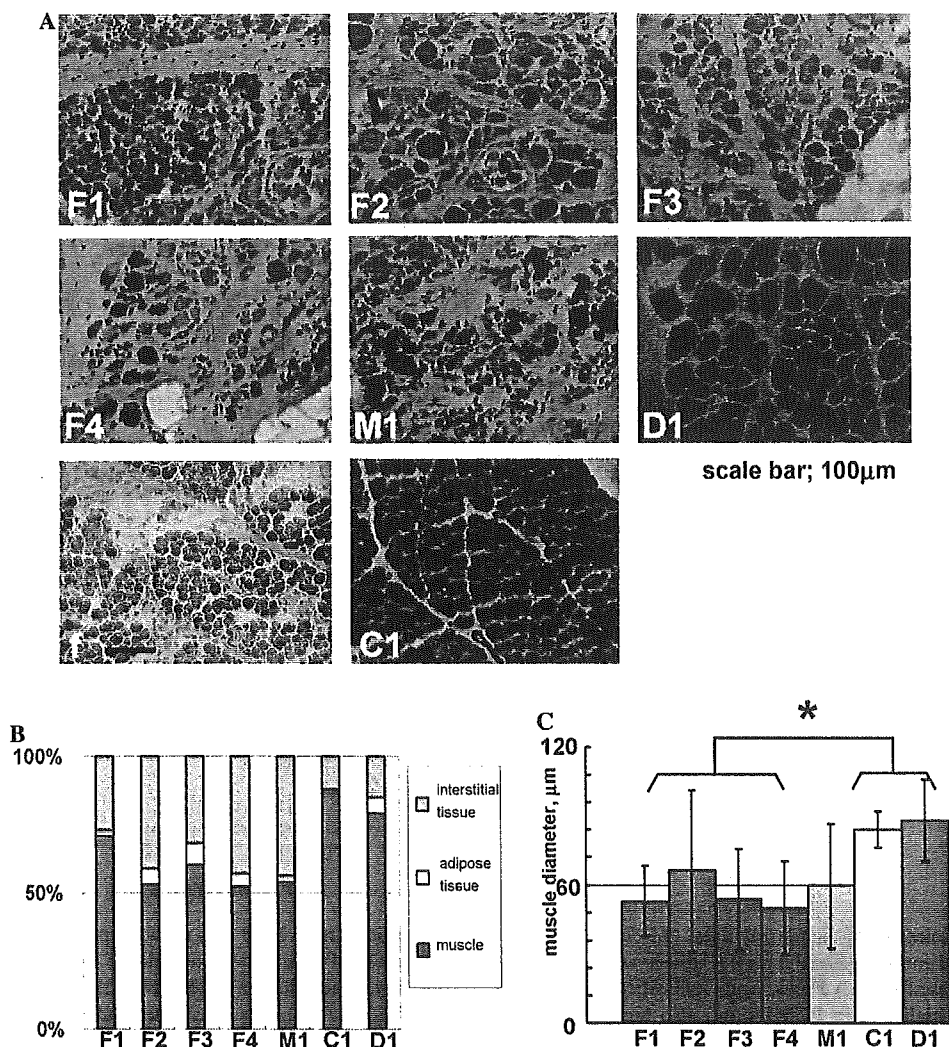 A
F1
F2
F3
F4
M1
D1
scale bar; 100μm
f
C1
B
100%
50%
0%
F1 F2 F3 F4 M1 C1 D1
interstitial
tissue
adipose
tissue
muscle
C
*
muscle diameter, μm
120
60
0
F1 F2 F3 F4 M1 C1 D1